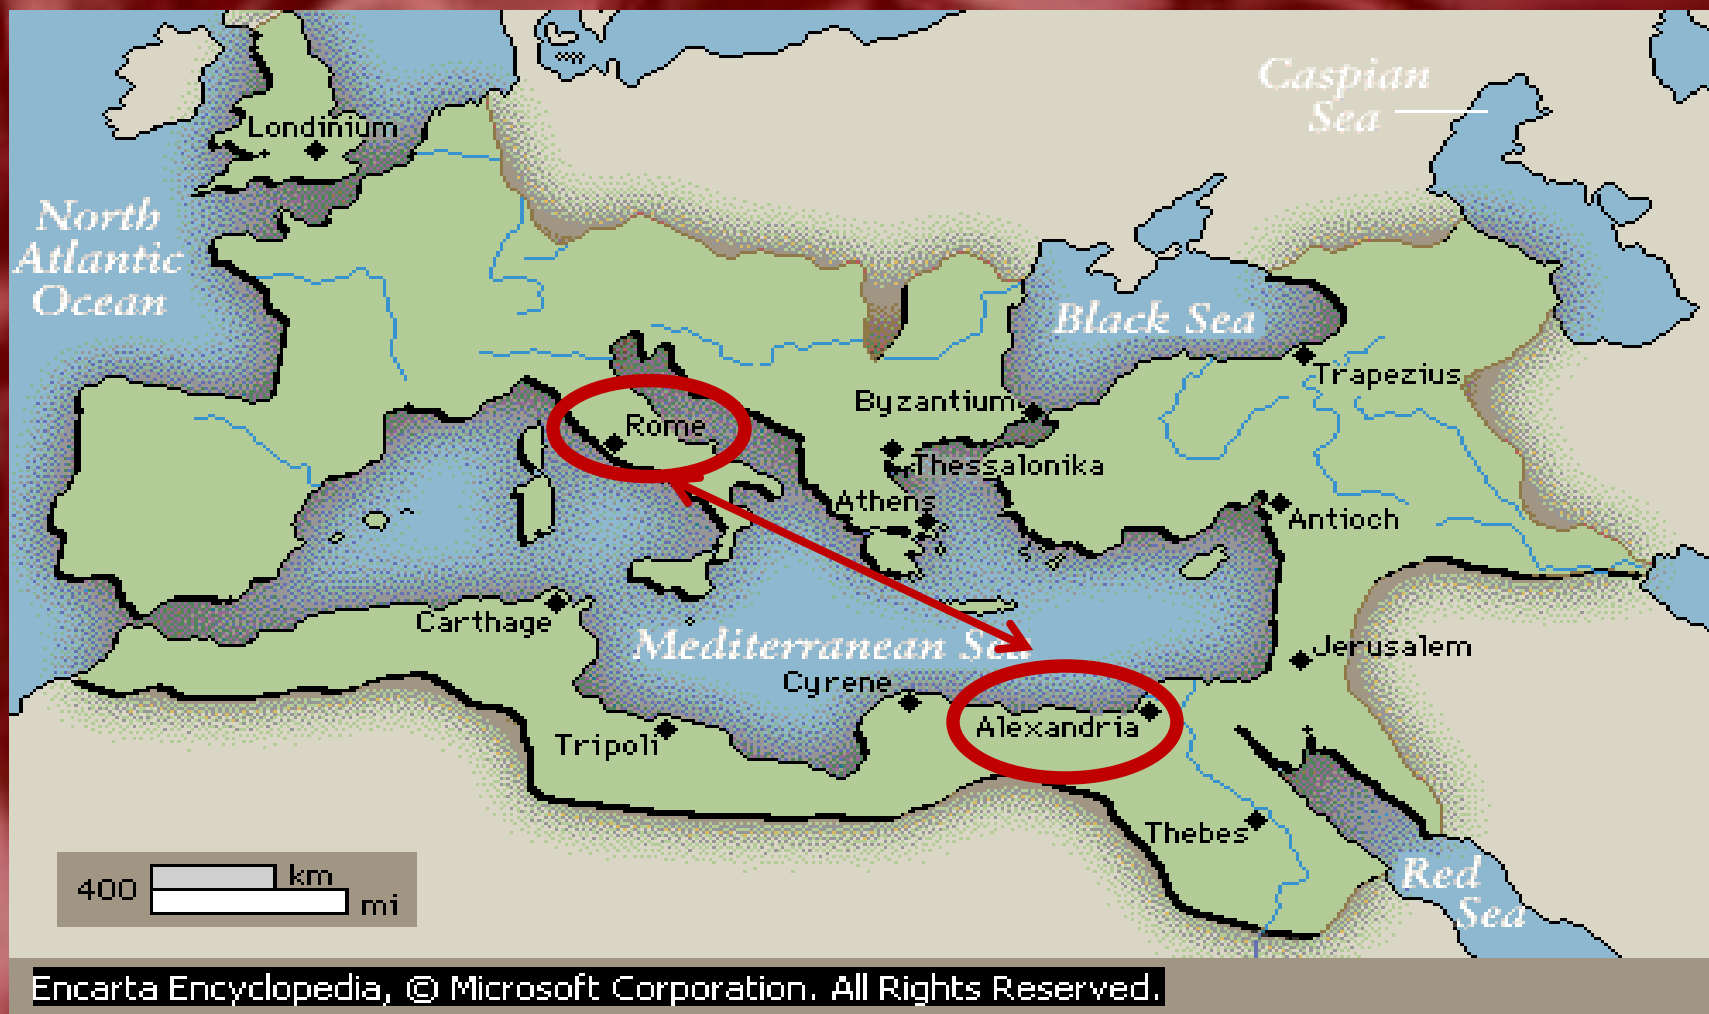 Caspian
Sea
Londinium
North
Atlantic
Ocean
Black Sea
Trapezius
Byzantium
Rome
Thessalonika
Athens
Antioch
Carthage
Mediterranean Sea
Jerusalem
Cyrene
Alexandria
Tripoli
Thebes
Red
Sea
400 km
mi
Encarta Encyclopedia, © Microsoft Corporation. All Rights Reserved.